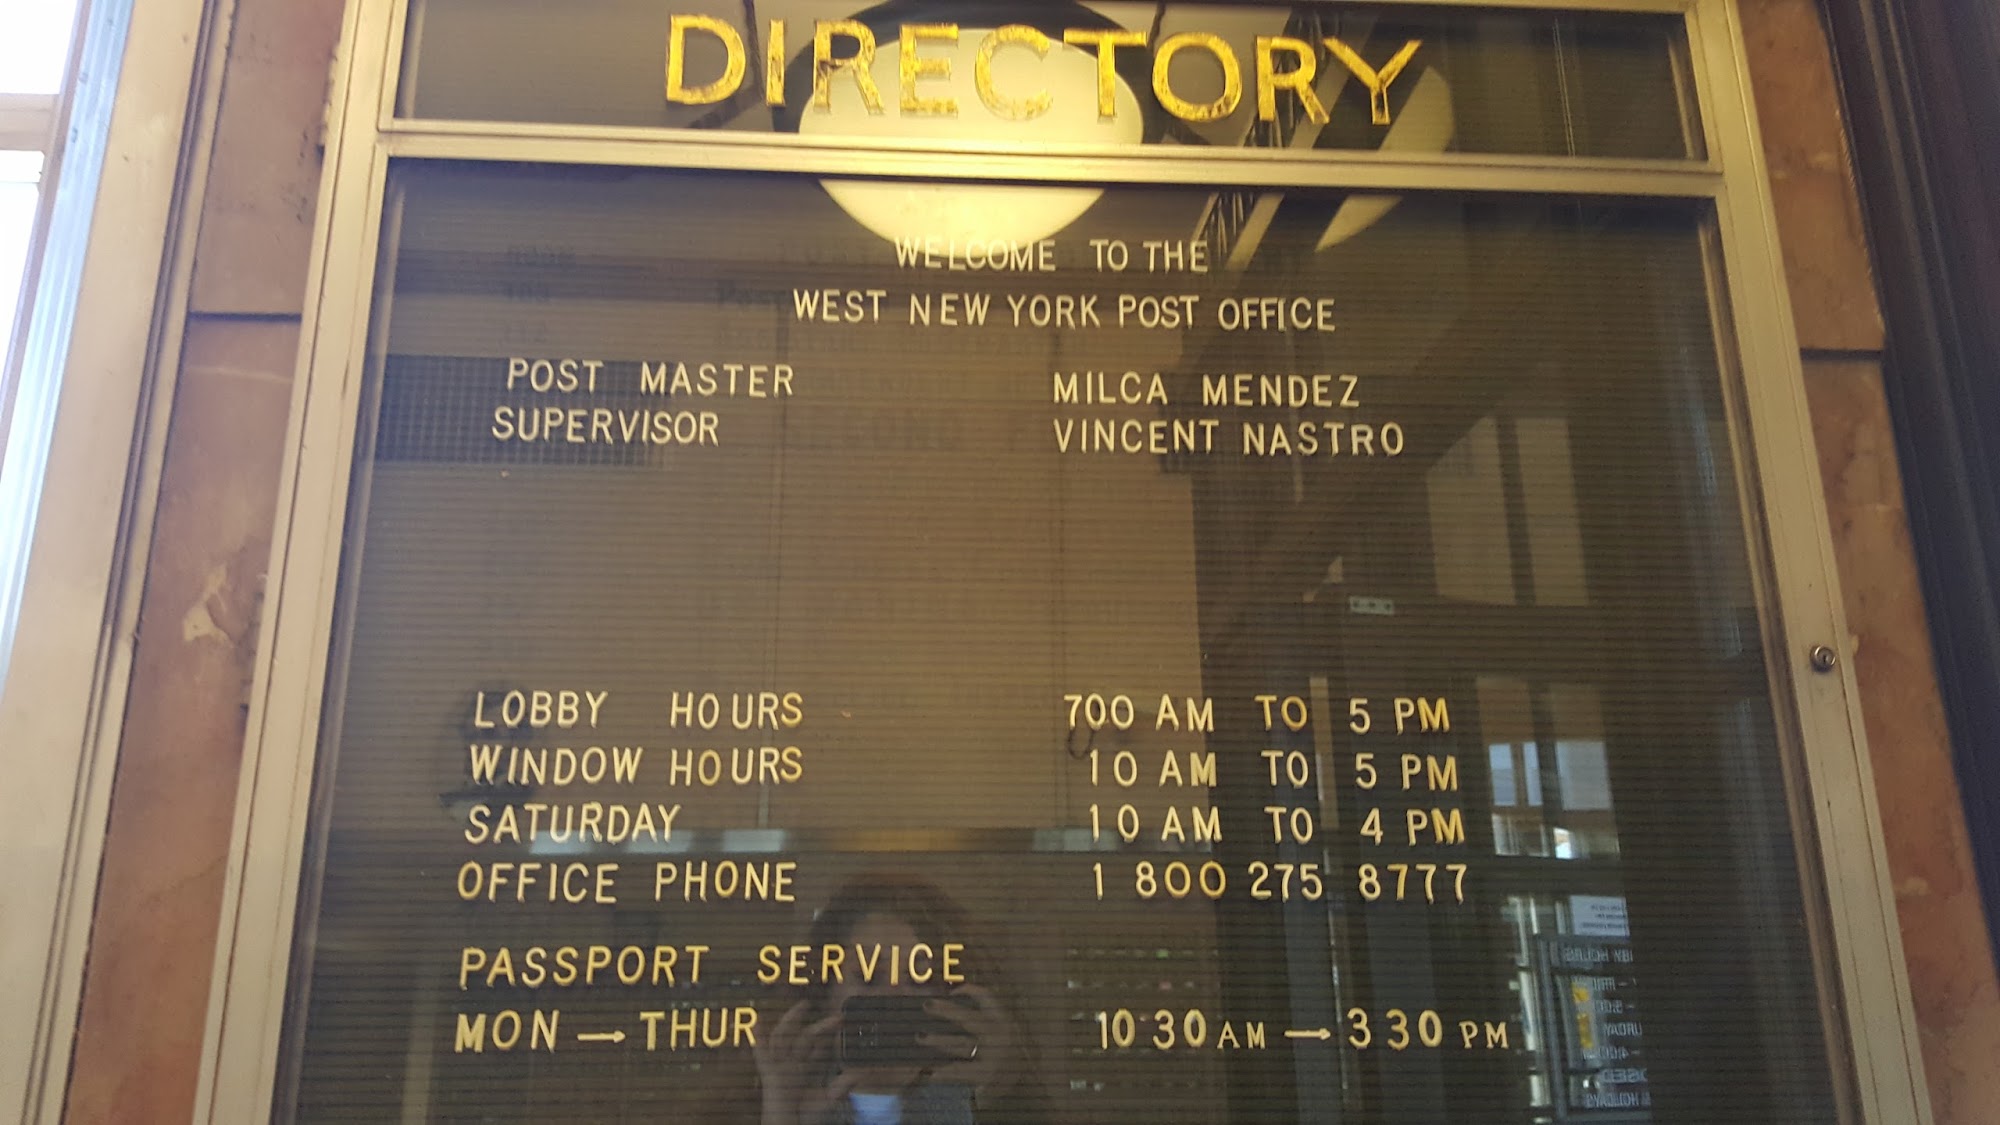 DIRECTORY
WELCOME TO THE
WEST NEW YORK POST OFFICE
POST MASTER MILCA MENDEZ
SUPERVISOR VINCENT NASTRO
LOBBY HOURS 700 AM TO 5 PM
WINDOW HOURS 10 AM TO 5 PM
SATURDAY 10 AM TO 4 PM
OFFICE PHONE 1 800 275 8777
PASSPORT SERVICE
MON → THUR 10 30 AM → 3 30 PM